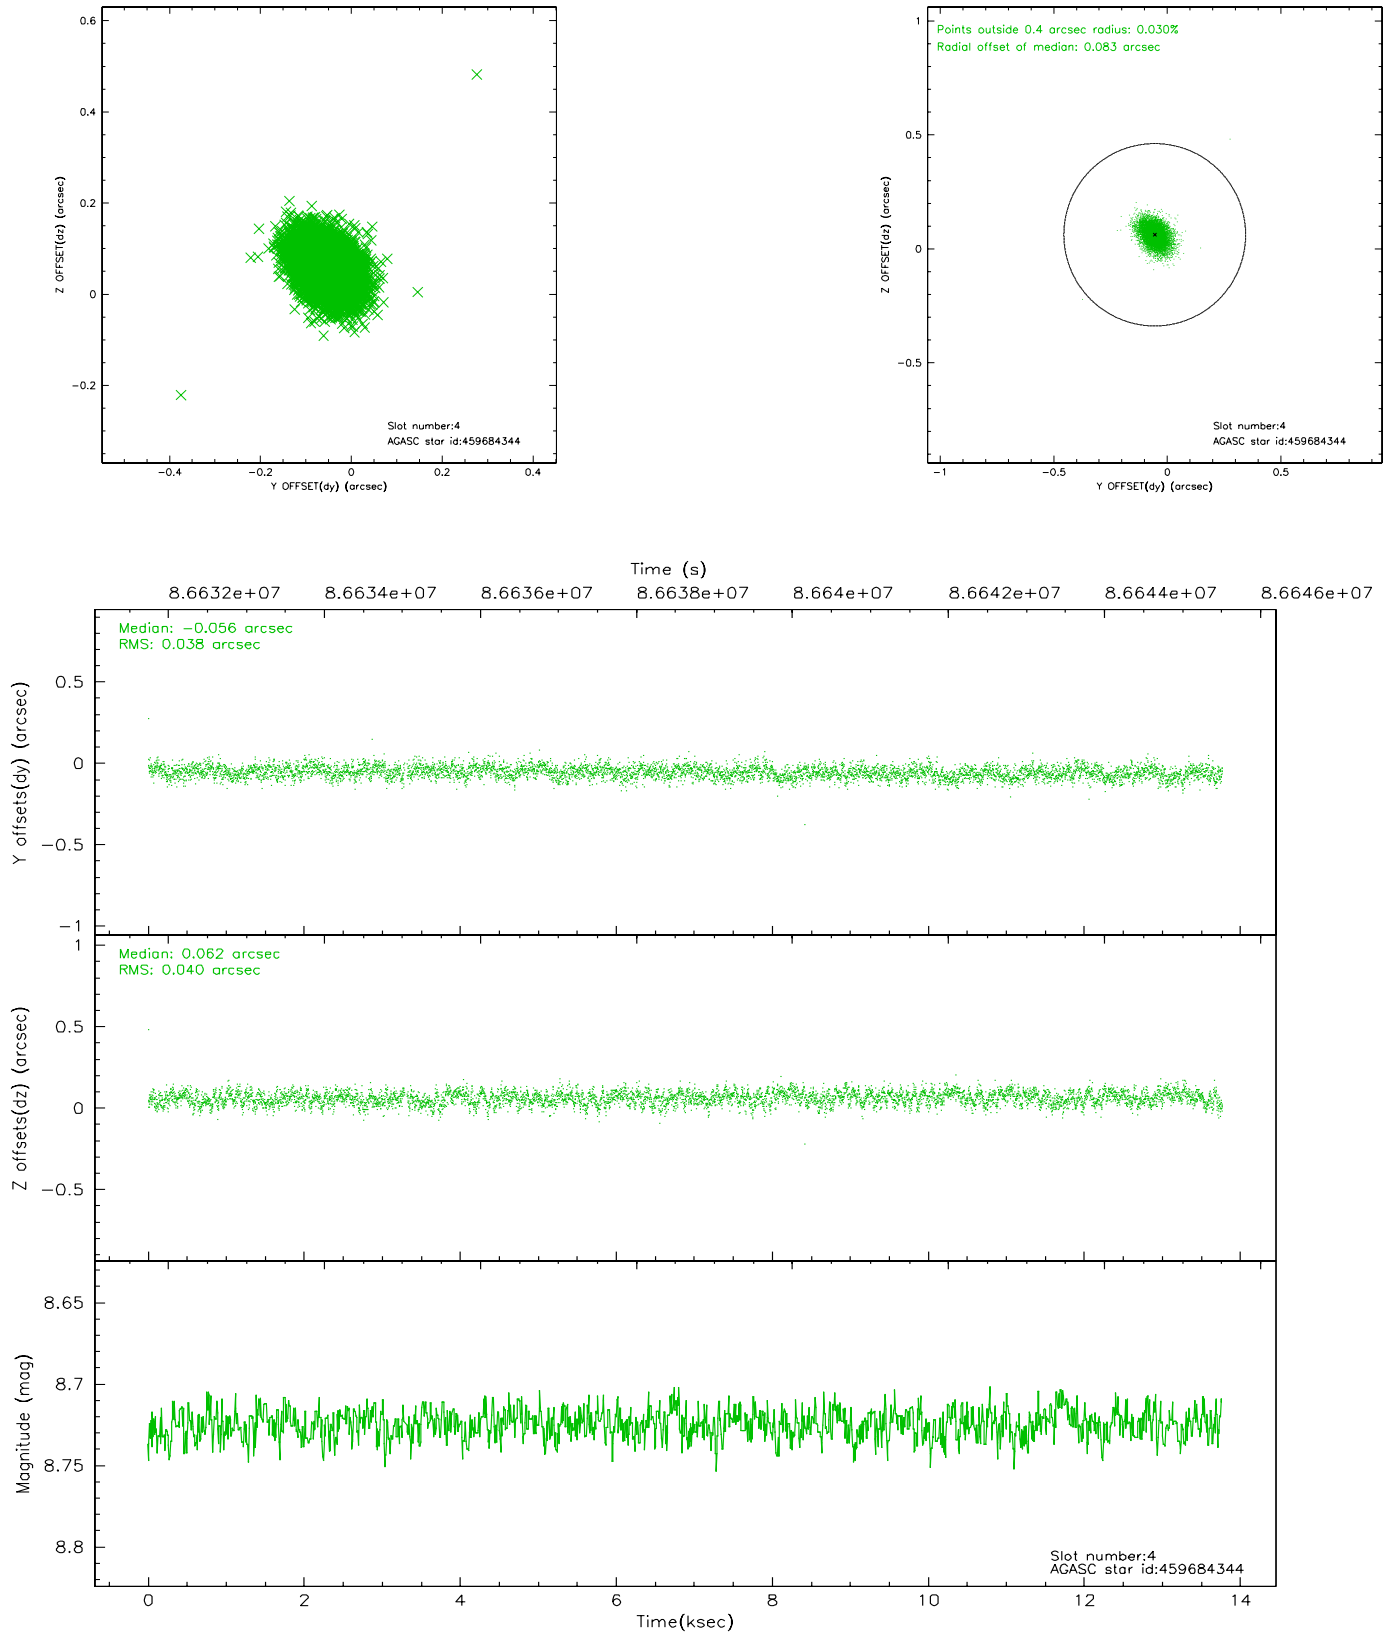 0.6
0.4
0.2
0
−0.2
Z OFFSET(dz) (arcsec)
−0.4
−0.2
0
0.2
0.4
Y OFFSET(dy) (arcsec)
Slot number:4
AGASC star id:459684344
Points outside 0.4 arcsec radius: 0.030%
Radial offset of median: 0.083 arcsec
1
0.5
0
−0.5
Z OFFSET(dz) (arcsec)
−1
−0.5
0
0.5
Y OFFSET(dy) (arcsec)
Slot number:4
AGASC star id:459684344
Time (s)
8.6632e+07
8.6634e+07
8.6636e+07
8.6638e+07
8.664e+07
8.6642e+07
8.6644e+07
8.6646e+07
Median: −0.056 arcsec
RMS: 0.038 arcsec
0.5
0
−0.5
−1
Y offsets(dy) (arcsec)
Median: 0.062 arcsec
RMS: 0.040 arcsec
1
0.5
0
−0.5
Z offsets(dz) (arcsec)
8.65
8.7
8.75
8.8
Magnitude (mag)
Slot number:4
AGASC star id:459684344
0
2
4
6
8
10
12
14
Time(ksec)